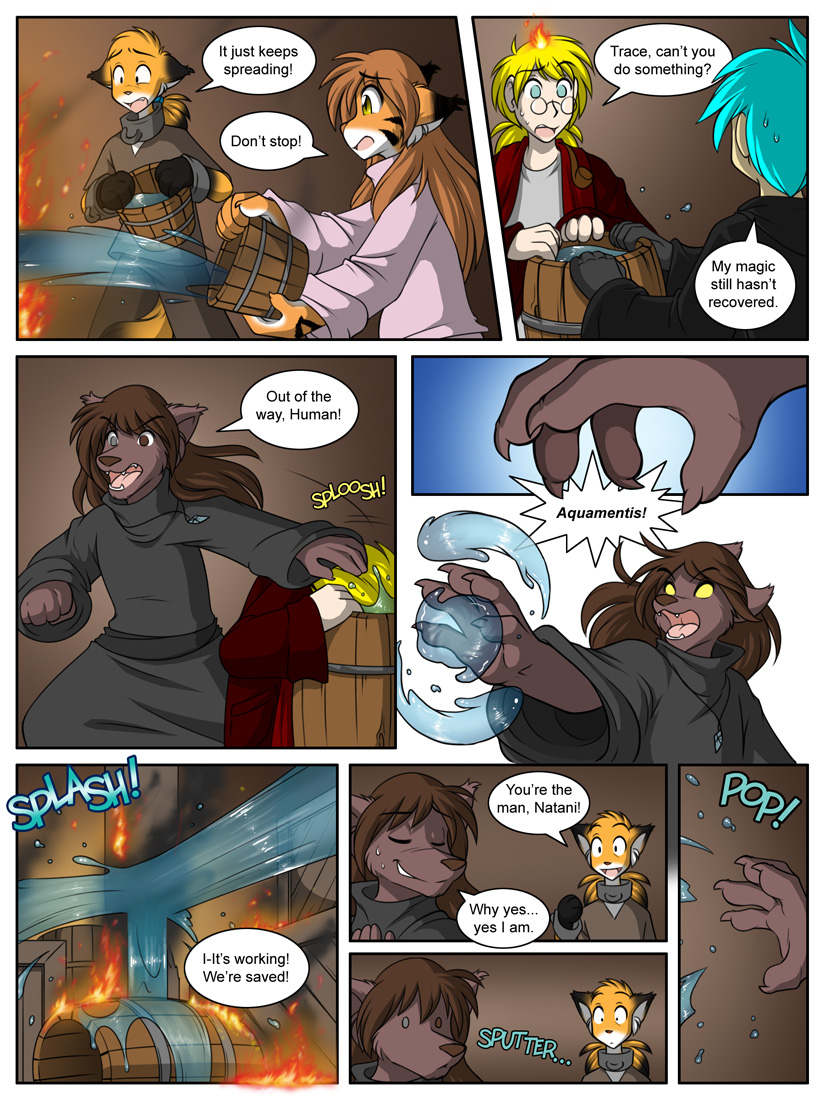 It just keeps
spreading!
Don't stop!
Trace, can't you
do something?
My magic
still hasn't
recovered.
Out of the
way, Human!
SPLOOSH!
Aquamentis!
SPLASH!
I-It's working!
We're saved!
You're the
man, Natani!
Why yes...
yes I am.
SPUTTER...
POP!